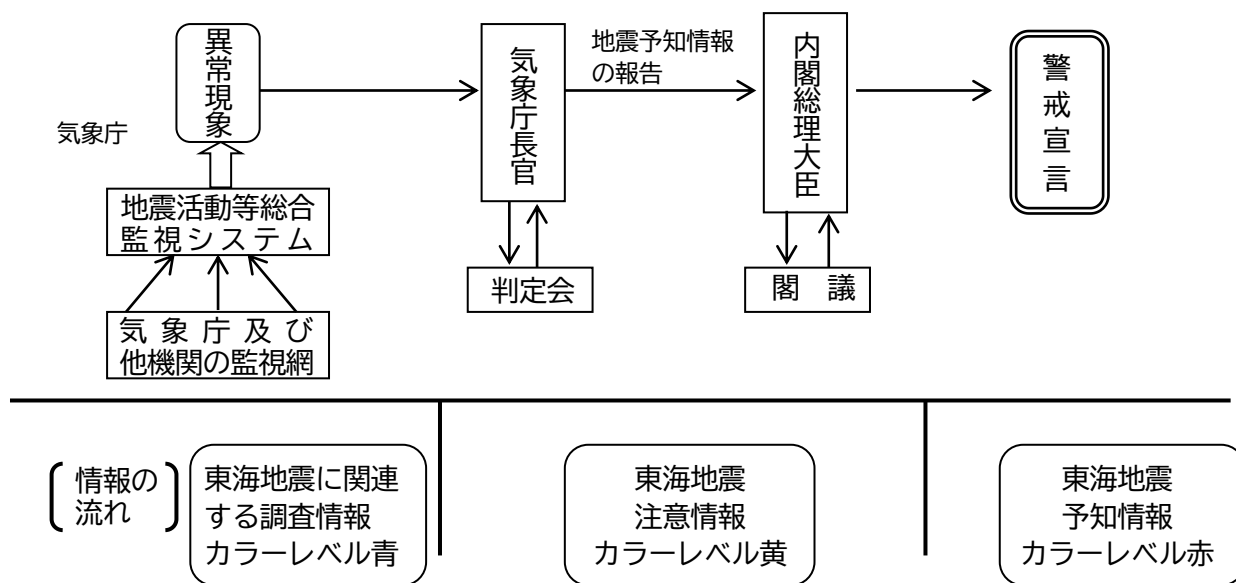 異常現象
気象庁長官
地震予知情報
の報告
内閣総理大臣
警戒宣言
気象庁
地震活動等総合
監視システム
判定会
閣　議
気象庁及び
他機関の監視網
情報の
流れ
東海地震に関連
する調査情報
カラーレベル青
東海地震
注意情報
カラーレベル黄
東海地震
予知情報
カラーレベル赤